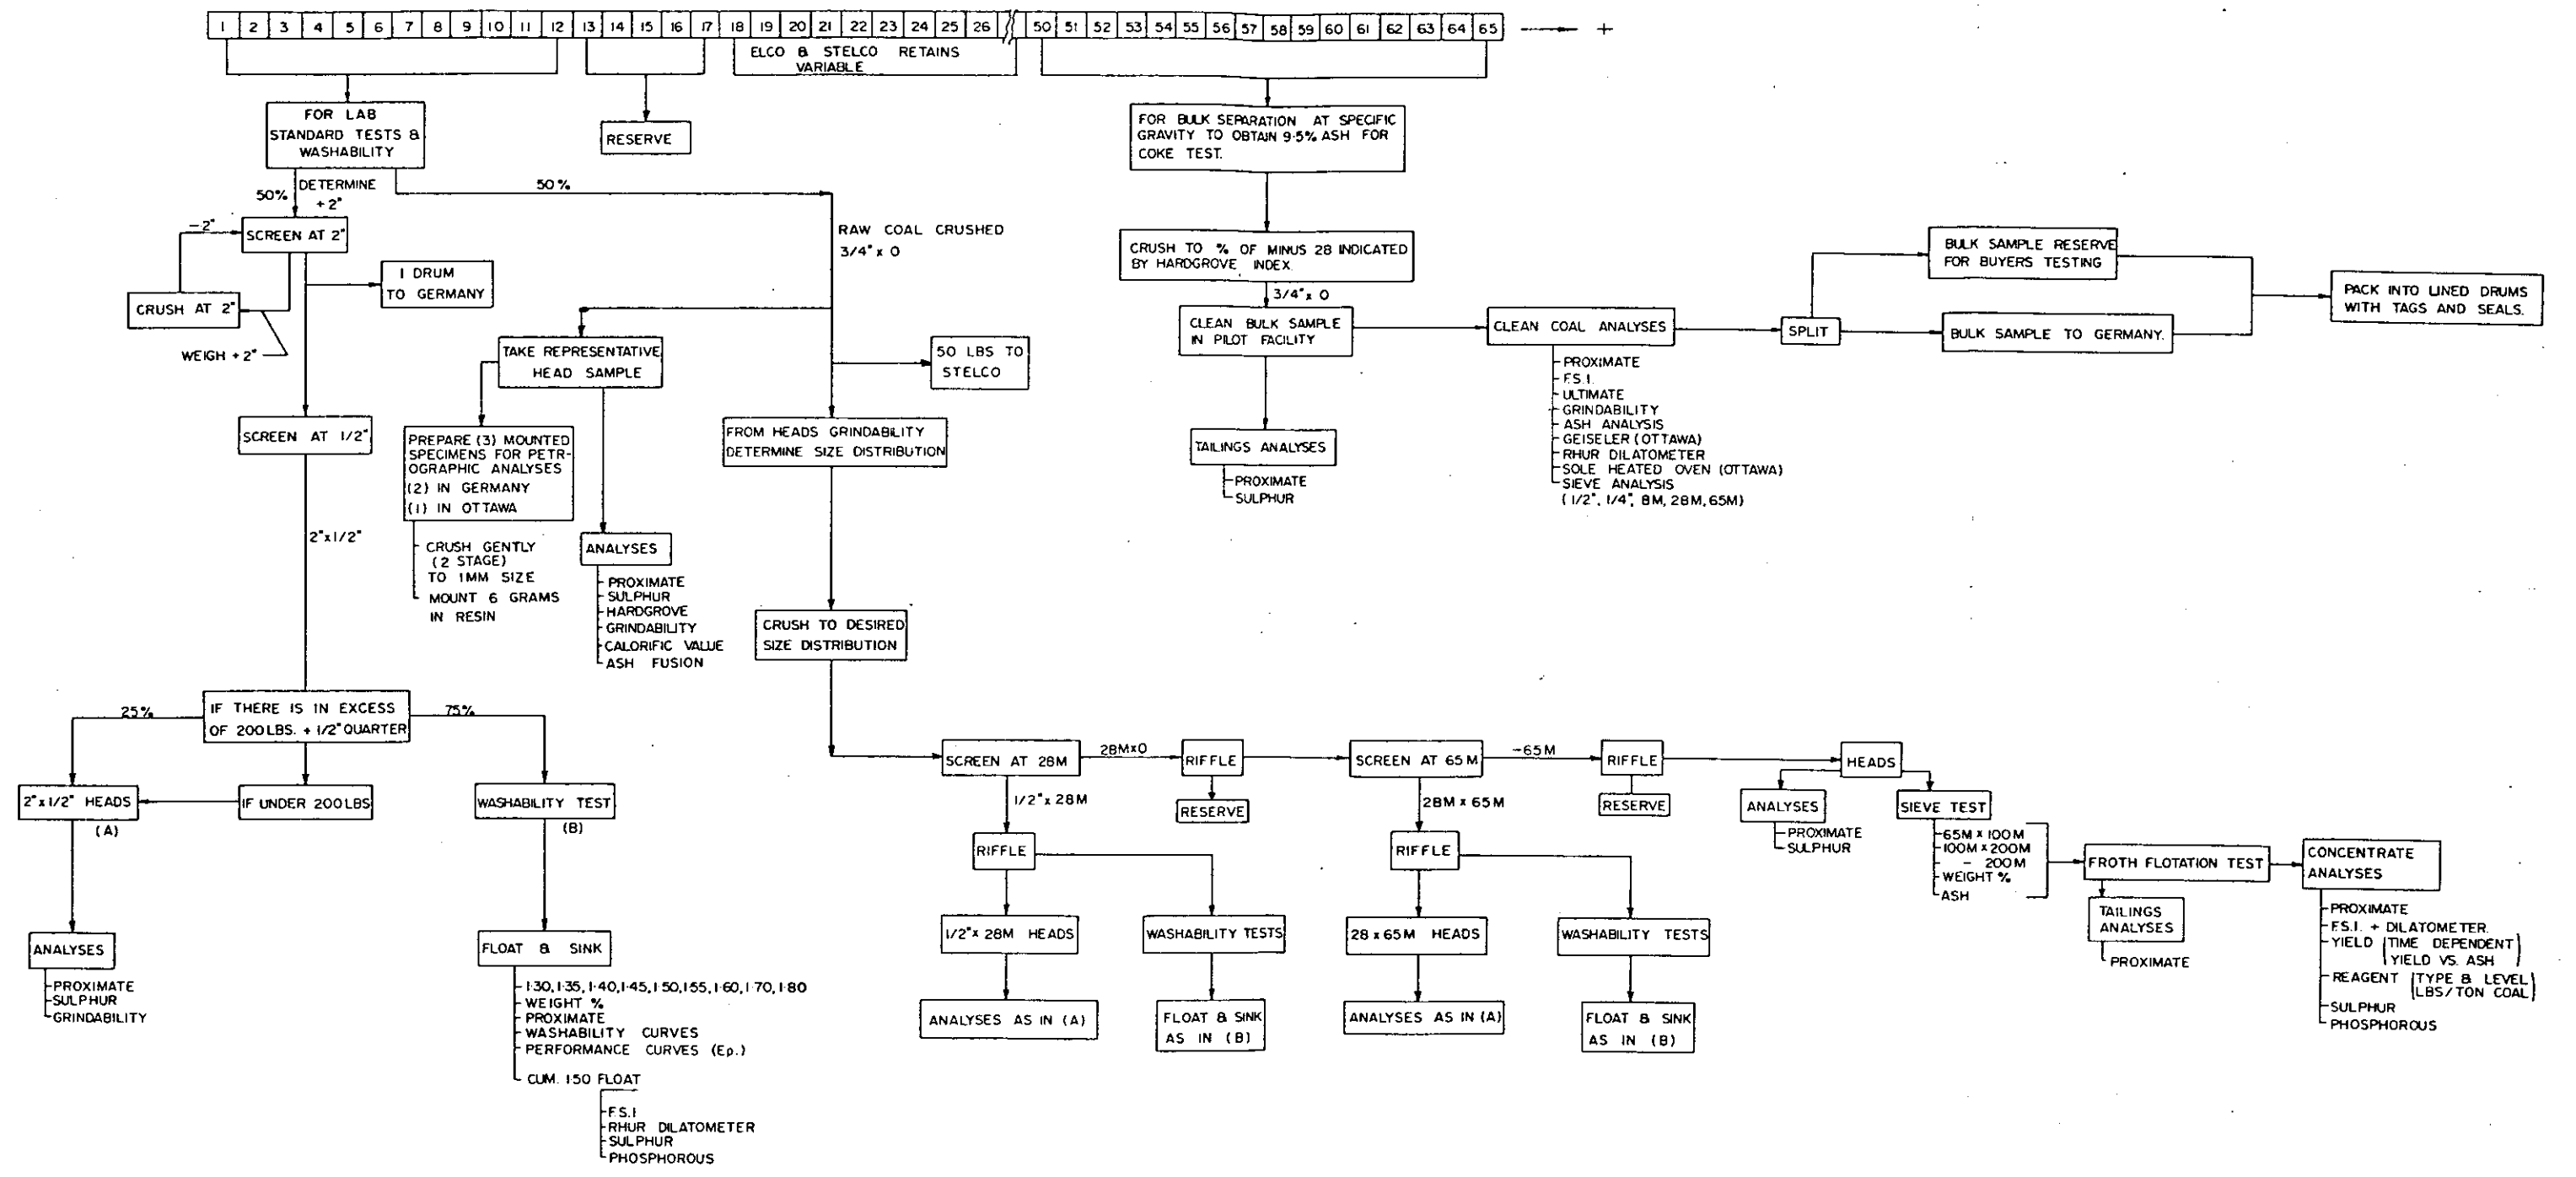 1 2 3 4 5 6 7 8 9 10 11 12 13 14 15 16 17 18 19 20 21 22 23 24 25 26 50 51 52 53 54 55 56 57 58 59 60 61 62 63 64 65 +
ELCO & STELCO RETAINS
VARIABLE
FOR LAB
STANDARD TESTS &
WASHABILITY
RESERVE
FOR BULK SEPARATION AT SPECIFIC
GRAVITY TO OBTAIN 9·5% ASH FOR
COKE TEST.
50%
DETERMINE
+2"
50%
-2"
SCREEN AT 2"
CRUSH AT 2"
WEIGH +2"
1 DRUM
TO GERMANY
RAW COAL CRUSHED
3/4" x 0
TAKE REPRESENTATIVE
HEAD SAMPLE
50 LBS TO
STELCO
SCREEN AT 1/2"
PREPARE (3) MOUNTED
SPECIMENS FOR PETR-
OGRAPHIC ANALYSES
(2) IN GERMANY
(1) IN OTTAWA
CRUSH GENTLY
(2 STAGE)
TO 1MM SIZE
MOUNT 6 GRAMS
IN RESIN
ANALYSES
PROXIMATE
SULPHUR
HARDGROVE
GRINDABILITY
CALORIFIC VALUE
ASH FUSION
FROM HEADS GRINDABILITY
DETERMINE SIZE DISTRIBUTION
CRUSH TO DESIRED
SIZE DISTRIBUTION
CRUSH TO % OF MINUS 28 INDICATED
BY HARDGROVE INDEX.
3/4" x 0
CLEAN BULK SAMPLE
IN PILOT FACILITY
TAILINGS ANALYSES
PROXIMATE
SULPHUR
CLEAN COAL ANALYSES
PROXIMATE
F.S.I.
ULTIMATE
GRINDABILITY
ASH ANALYSIS
GEISELER (OTTAWA)
RHUR DILATOMETER
SOLE HEATED OVEN (OTTAWA)
SIEVE ANALYSIS
(1/2", 1/4", 8M, 28M, 65M)
SPLIT
BULK SAMPLE RESERVE
FOR BUYERS TESTING
BULK SAMPLE TO GERMANY.
PACK INTO LINED DRUMS
WITH TAGS AND SEALS.
2"x1/2"
25%
IF THERE IS IN EXCESS
OF 200 LBS. + 1/2" QUARTER
75%
2"x1/2" HEADS
(A)
IF UNDER 200 LBS
WASHABILITY TEST
(B)
ANALYSES
PROXIMATE
SULPHUR
GRINDABILITY
FLOAT & SINK
1·30, 1·35, 1·40, 1·45, 1·50, 1·55, 1·60, 1·70, 1·80
WEIGHT %
PROXIMATE
WASHABILITY CURVES
PERFORMANCE CURVES (Ep.)
CUM. 1·50 FLOAT
F.S.I
RHUR DILATOMETER
SULPHUR
PHOSPHOROUS
SCREEN AT 28M
28M x 0
RIFFLE
RESERVE
1/2" x 28M
RIFFLE
1/2" x 28M HEADS
WASHABILITY TESTS
ANALYSES AS IN (A)
FLOAT & SINK
AS IN (B)
SCREEN AT 65M
-65M
RIFFLE
RESERVE
28M x 65M
RIFFLE
28 x 65M HEADS
WASHABILITY TESTS
ANALYSES AS IN (A)
FLOAT & SINK
AS IN (B)
HEADS
ANALYSES
PROXIMATE
SULPHUR
SIEVE TEST
65M x 100M
100M x 200M
- 200M
WEIGHT %
ASH
FROTH FLOTATION TEST
TAILINGS
ANALYSES
PROXIMATE
CONCENTRATE
ANALYSES
PROXIMATE
F.S.I. + DILATOMETER.
YIELD (TIME DEPENDENT
YIELD VS. ASH)
REAGENT (TYPE & LEVEL
LBS/TON COAL)
SULPHUR
PHOSPHOROUS